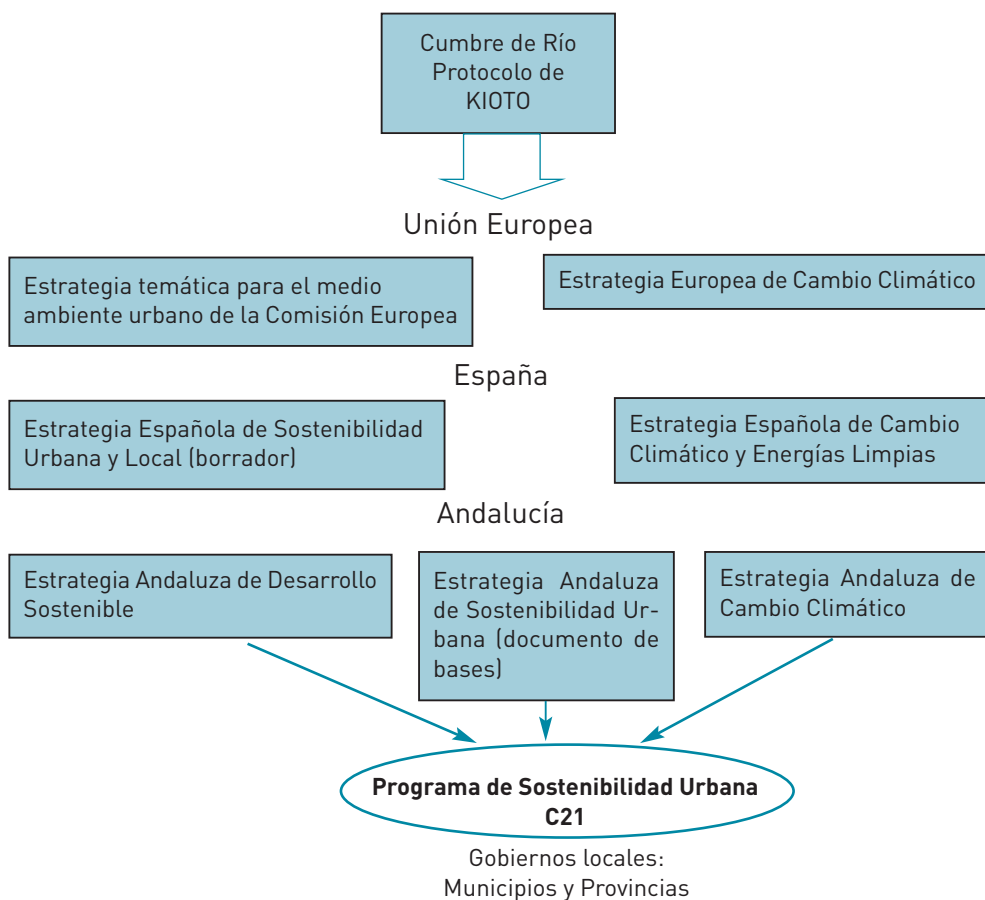 Cumbre de Río
Protocolo de
KIOTO
Unión Europea
Estrategia temática para el medio
ambiente urbano de la Comisión Europea
Estrategia Europea de Cambio Climático
España
Estrategia Española de Sostenibilidad
Urbana y Local (borrador)
Estrategia Española de Cambio
Climático y Energías Limpias
Andalucía
Estrategia Andaluza de Desarrollo
Sostenible
Estrategia Andaluza
de Sostenibilidad Ur-
bana (documento de
bases)
Estrategia Andaluza de
Cambio Climático
Programa de Sostenibilidad Urbana
C21
Gobiernos locales:
Municipios y Provincias